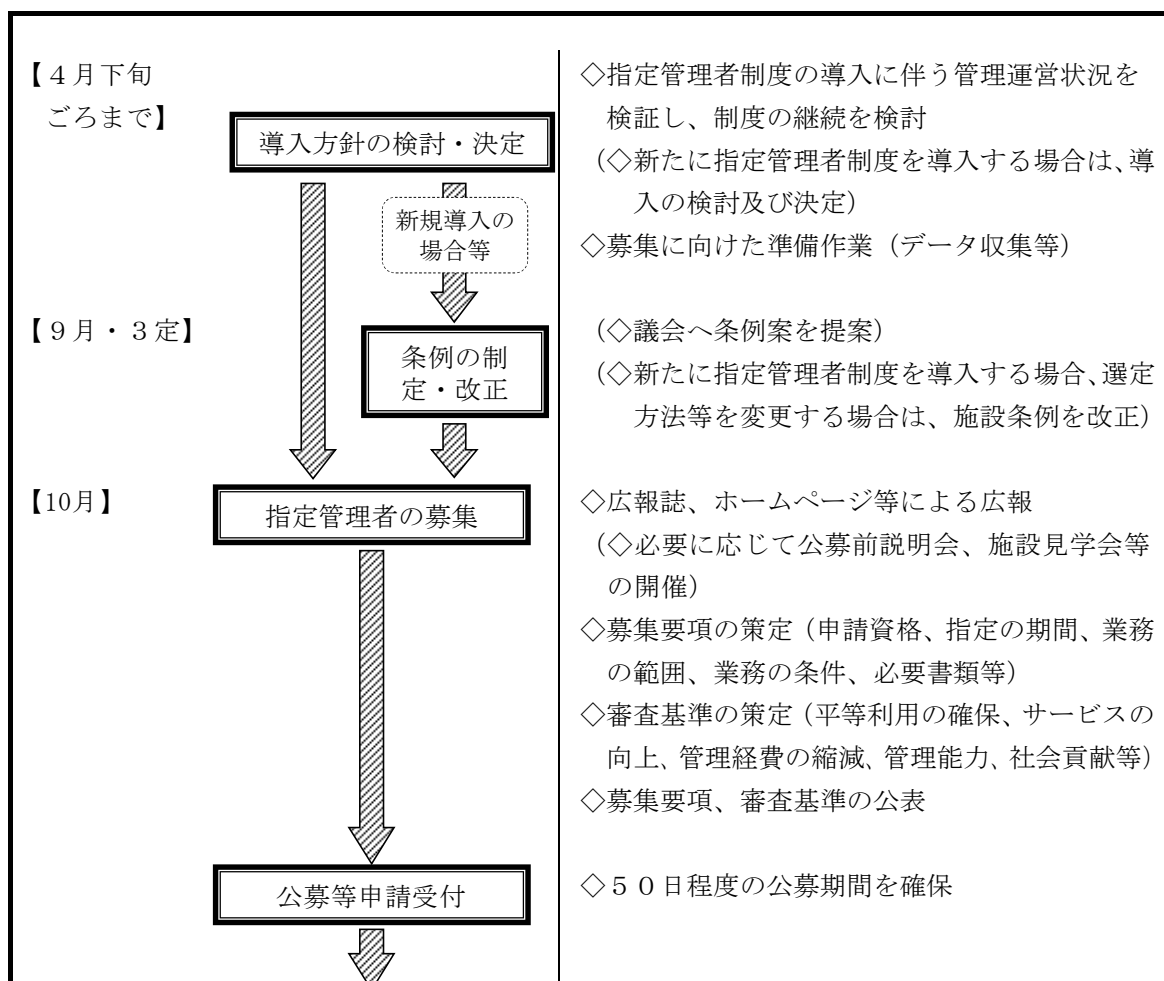 【４月下旬
ごろまで】
導入方針の検討・決定
新規導入の
場合等
◇指定管理者制度の導入に伴う管理運営状況を
検証し、制度の継続を検討
（◇新たに指定管理者制度を導入する場合は、導
入の検討及び決定）
◇募集に向けた準備作業（データ収集等）
【９月・３定】
条例の制
定・改正
（◇議会へ条例案を提案）
（◇新たに指定管理者制度を導入する場合、選定
方法等を変更する場合は、施設条例を改正）
【10月】
指定管理者の募集
◇広報誌、ホームページ等による広報
（◇必要に応じて公募前説明会、施設見学会等
の開催）
◇募集要項の策定（申請資格、指定の期間、業務
の範囲、業務の条件、必要書類等）
◇審査基準の策定（平等利用の確保、サービスの
向上、管理経費の縮減、管理能力、社会貢献等）
◇募集要項、審査基準の公表
公募等申請受付
◇５０日程度の公募期間を確保